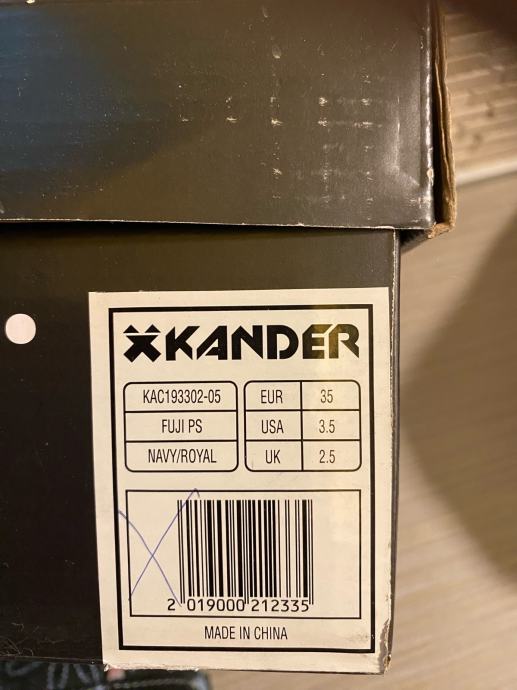 KANDER
KAC193302-05
FUJI PS
NAVY/ROYAL
EUR 35
USA 3.5
UK 2.5
2 019000 212335
MADE IN CHINA